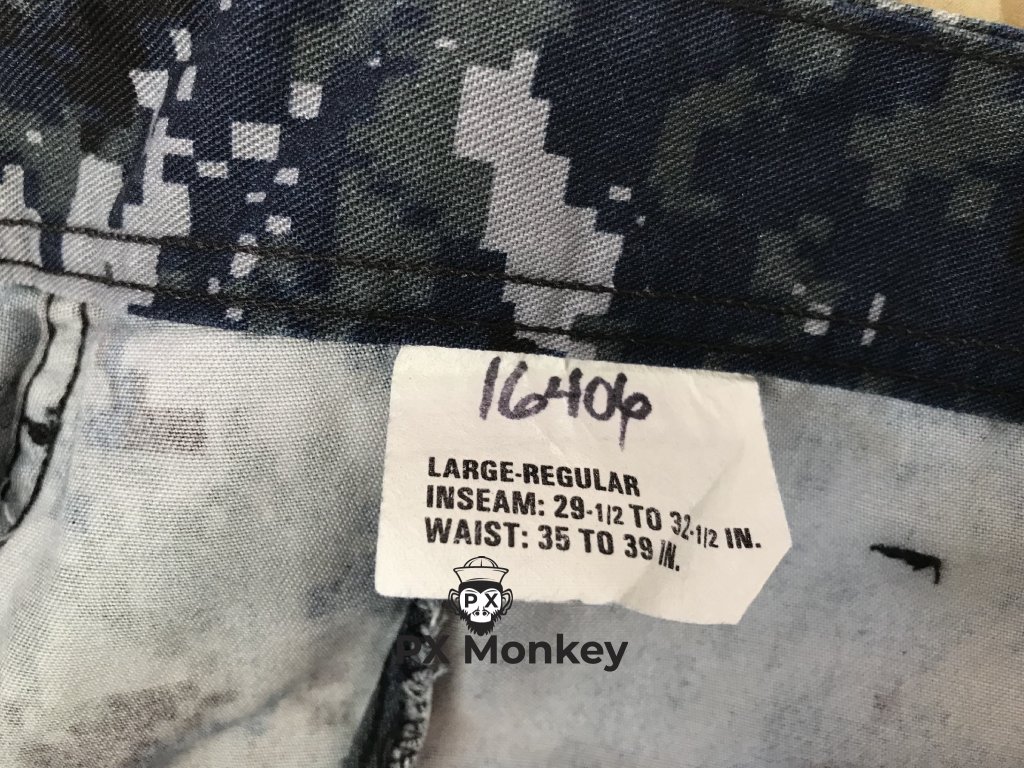 16406
LARGE-REGULAR
INSEAM: 29-1/2 TO 32-1/2 IN.
WAIST: 35 TO 39 IN.
PX
PX Monkey